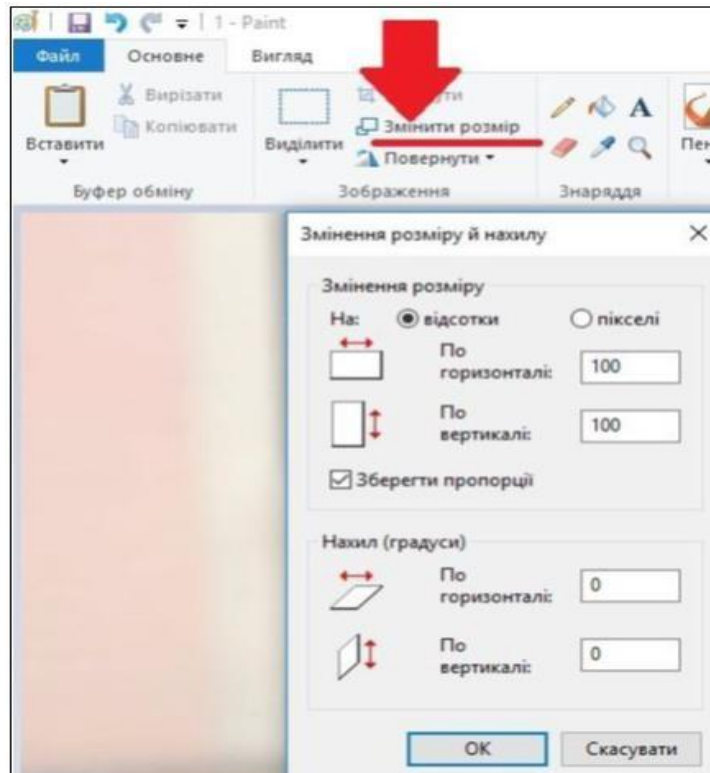 1 - Paint
Файл Основне Вигляд
Вставити
Вирізати
Копіювати
Буфер обміну
Виділити
Змінити розмір
Повернути
Зображення
A
Знаряддя
Змінення розміру й нахилу
Змінення розміру
На: відсотки пікселі
По
горизонталі:
100
По
вертикалі:
100
Зберегти пропорції
Нахил (градуси)
По
горизонталі:
0
По
вертикалі:
0
OK Скасувати